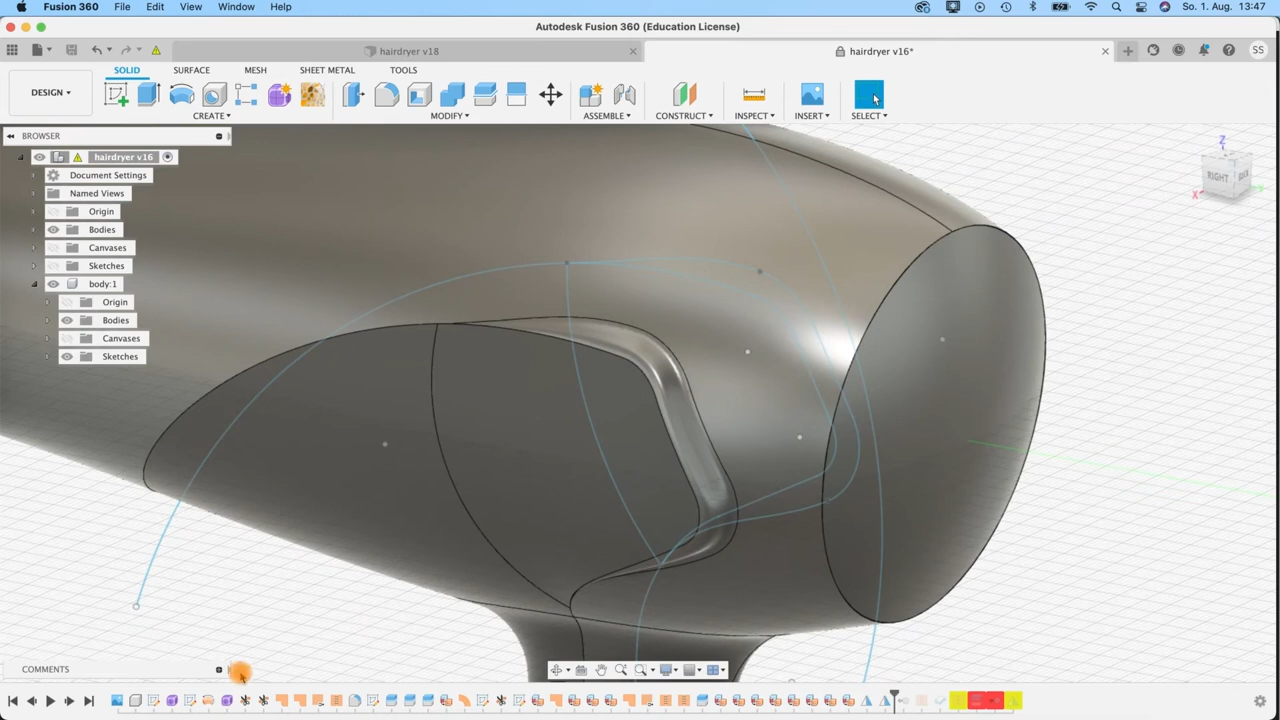 Fusion 360 File Edit View Window Help So. 1. Aug. 13:47
Autodesk Fusion 360 (Education License)
hairdryer v18 hairdryer v16* SS
DESIGN SOLID SURFACE MESH SHEET METAL TOOLS
CREATE MODIFY ASSEMBLE CONSTRUCT INSPECT INSERT SELECT
BROWSER
hairdryer v16
Document Settings
Named Views
Origin
Bodies
Canvases
Sketches
body:1
Origin
Bodies
Canvases
Sketches
Z
RIGHT BACK
X Y
COMMENTS